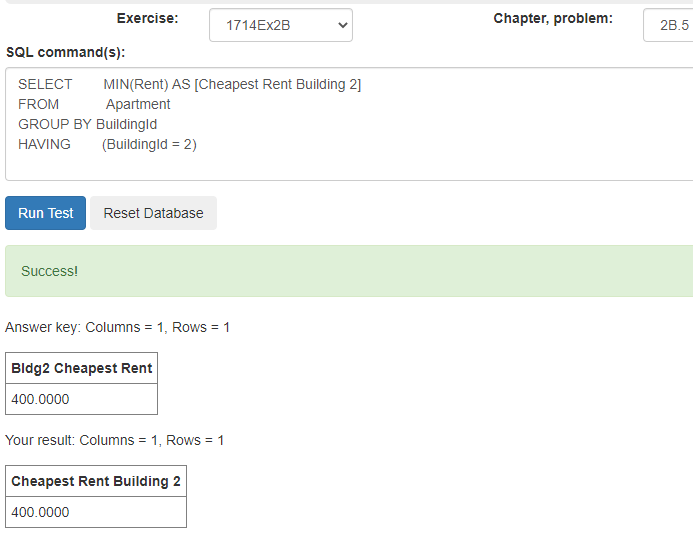 Exercise: 1714Ex2B Chapter, problem: 2B.5
SQL command(s):
SELECT MIN(Rent) AS [Cheapest Rent Building 2]
FROM Apartment
GROUP BY BuildingId
HAVING (BuildingId = 2)
Run Test Reset Database
Success!
Answer key: Columns = 1, Rows = 1
Bldg2 Cheapest Rent
400.0000
Your result: Columns = 1, Rows = 1
Cheapest Rent Building 2
400.0000